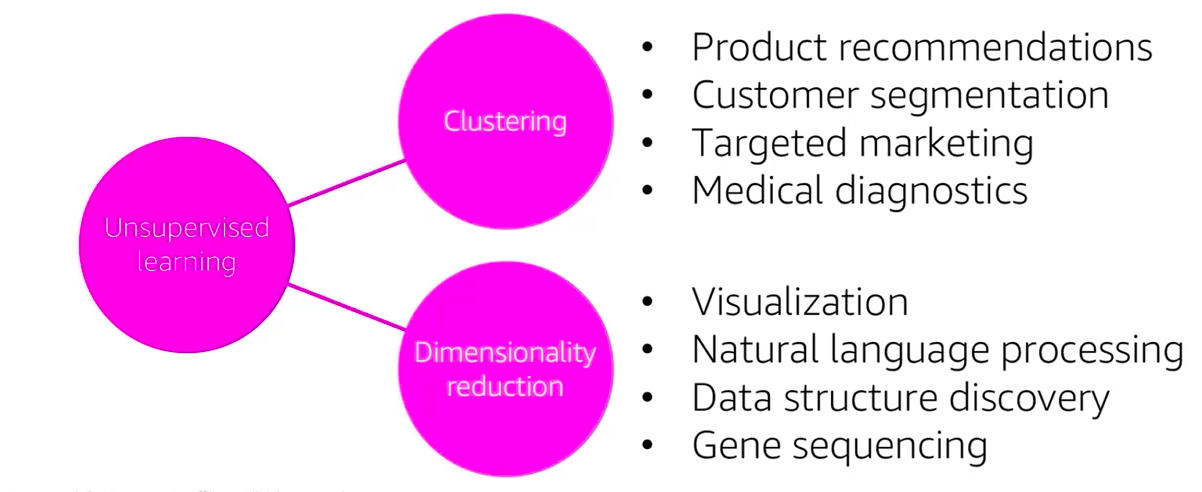 Unsupervised
learning
Clustering
• Product recommendations
• Customer segmentation
• Targeted marketing
• Medical diagnostics
Dimensionality
reduction
• Visualization
• Natural language processing
• Data structure discovery
• Gene sequencing